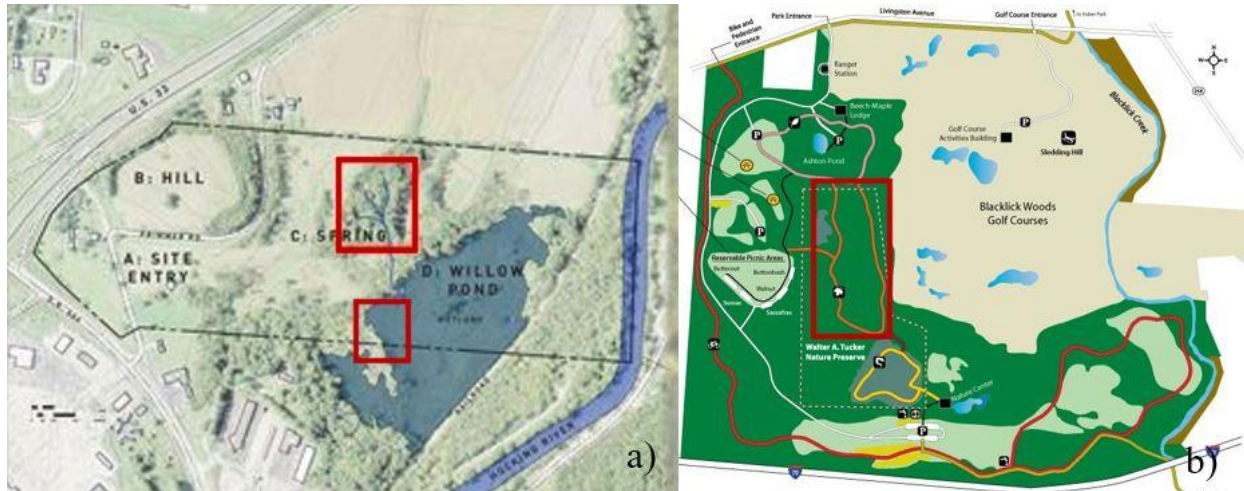 U.S. 33
B: HILL
C: SPRING
A: SITE
ENTRY
D: WILLOW
POND
HOCKING RIVER
a)
Bike and
Pedestrian
Entrance
Park Entrance
Livingston Avenue
Golf Course Entrance
Ranger
Station
Beech-Maple
Lodge
Ashton Pond
P
P
P
P
Golf Course
Activities Building
Sledding Hill
Blacklick Creek
N
W
E
S
Blacklick Woods
Golf Courses
Reservable Picnic Areas
Butternut
Buttonbush
Walnut
Sumac
Sassafras
Walter A. Tucker
Nature Preserve
Nature Center
P
70
b)